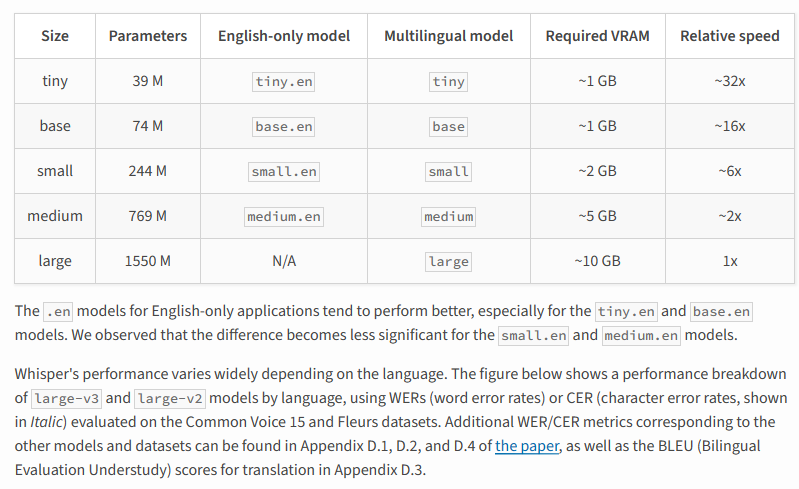 Size Parameters English-only model Multilingual model Required VRAM Relative speed
tiny 39 M tiny.en tiny ~1 GB ~32x
base 74 M base.en base ~1 GB ~16x
small 244 M small.en small ~2 GB ~6x
medium 769 M medium.en medium ~5 GB ~2x
large 1550 M N/A large ~10 GB 1x
The .en models for English-only applications tend to perform better, especially for the tiny.en and base.en
models. We observed that the difference becomes less significant for the small.en and medium.en models.
Whisper's performance varies widely depending on the language. The figure below shows a performance breakdown
of large-v3 and large-v2 models by language, using WERs (word error rates) or CER (character error rates, shown
in Italic) evaluated on the Common Voice 15 and Fleurs datasets. Additional WER/CER metrics corresponding to the
other models and datasets can be found in Appendix D.1, D.2, and D.4 of the paper, as well as the BLEU (Bilingual
Evaluation Understudy) scores for translation in Appendix D.3.